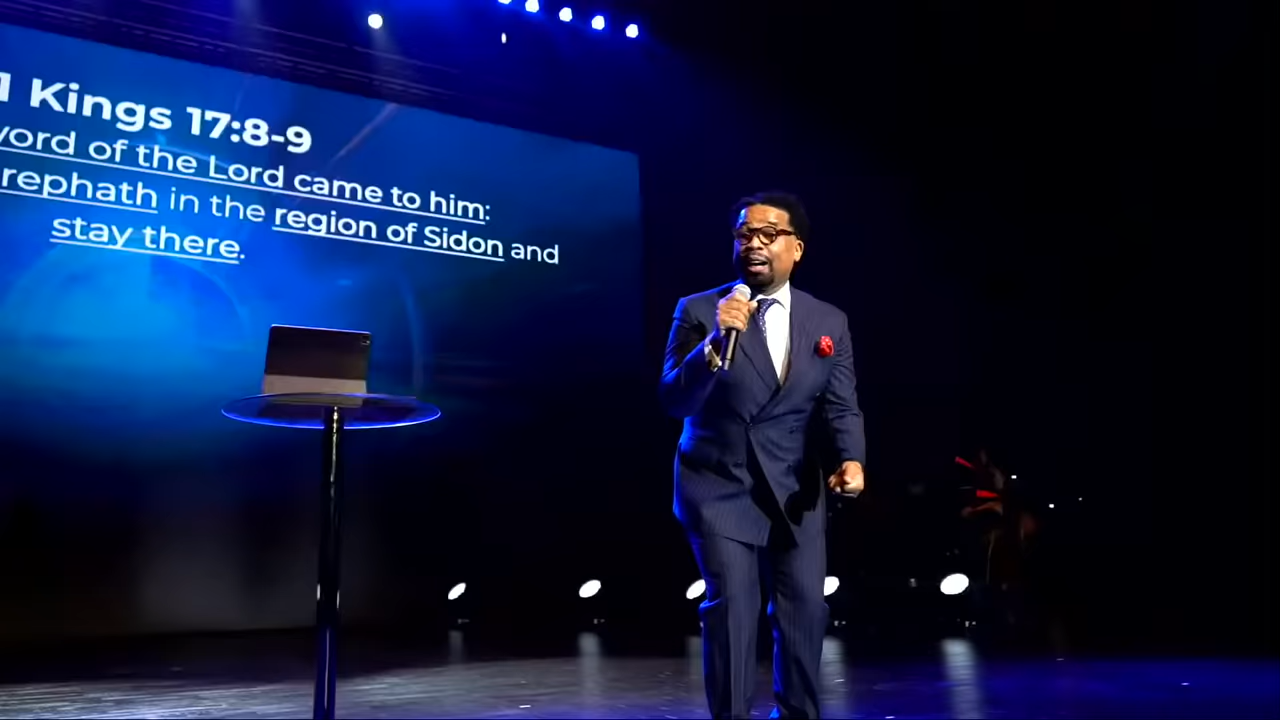 1 Kings 17:8-9
word of the Lord came to him:
rephath in the region of Sidon and
stay there.